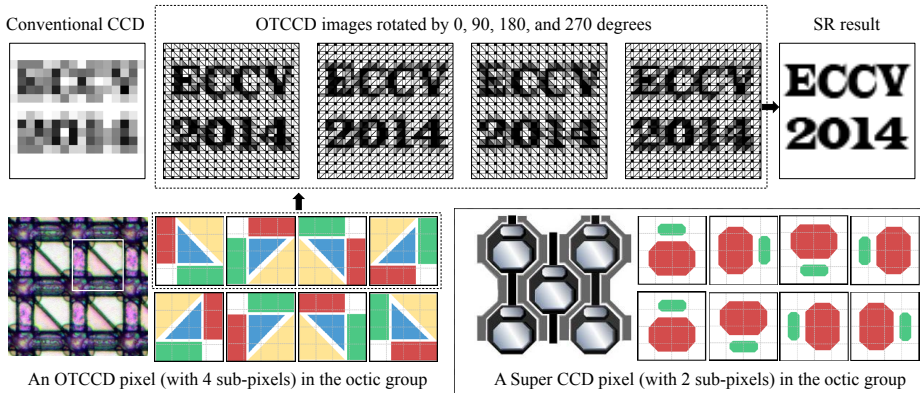 Conventional CCD
OTCCD images rotated by 0, 90, 180, and 270 degrees
SR result
ECCV
2014
ECCV
2014
ECCV
2014
ECCV
2014
ECCV
2014
An OTCCD pixel (with 4 sub-pixels) in the octic group
A Super CCD pixel (with 2 sub-pixels) in the octic group